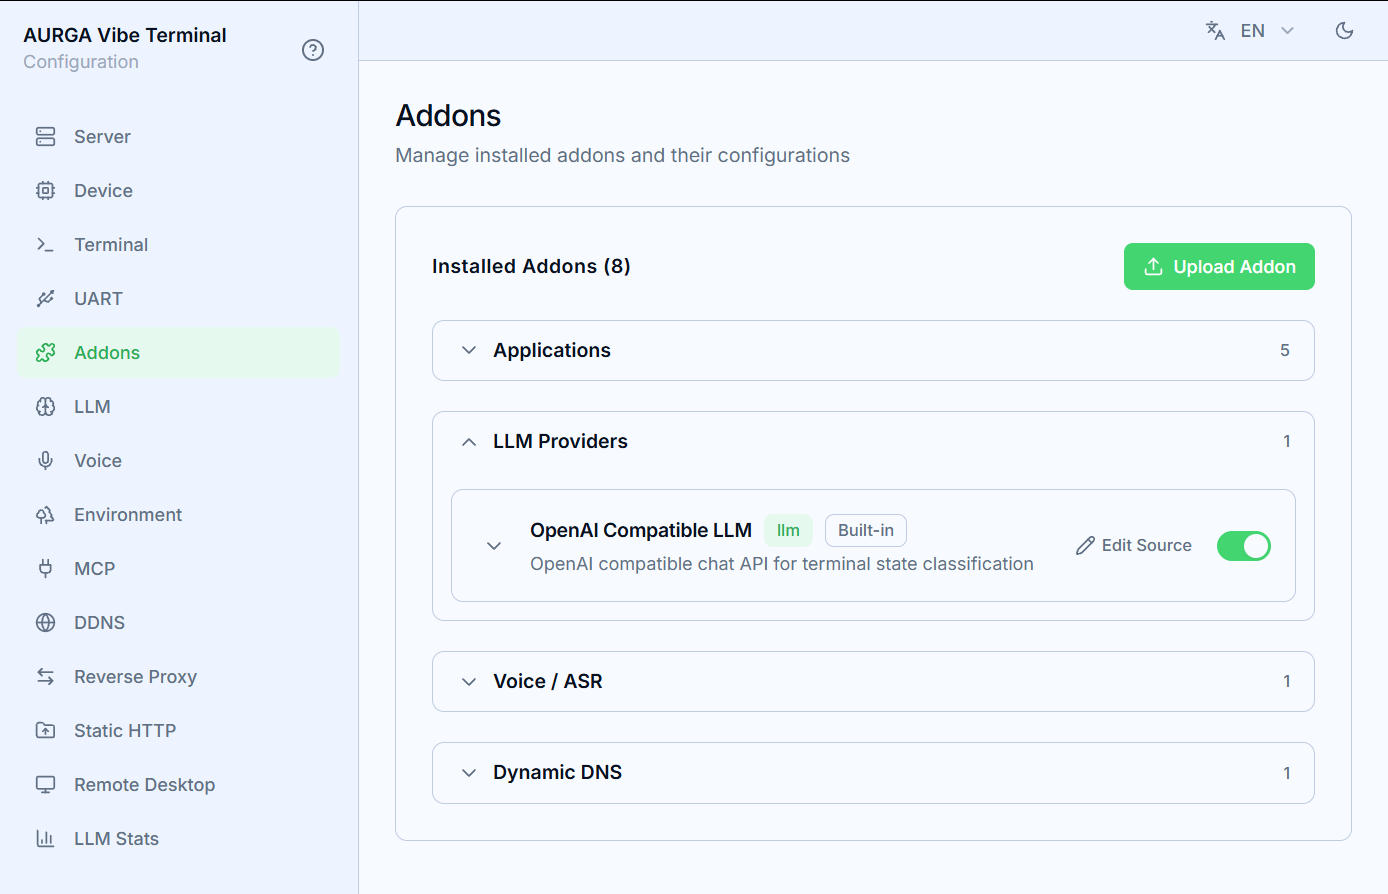 AURGA Vibe Terminal
Configuration
EN
Server
Device
Terminal
UART
Addons
LLM
Voice
Environment
MCP
DDNS
Reverse Proxy
Static HTTP
Remote Desktop
LLM Stats
Addons
Manage installed addons and their configurations
Installed Addons (8)
Upload Addon
Applications 5
LLM Providers 1
OpenAI Compatible LLM llm Built-in
OpenAI compatible chat API for terminal state classification
Edit Source
Voice / ASR 1
Dynamic DNS 1